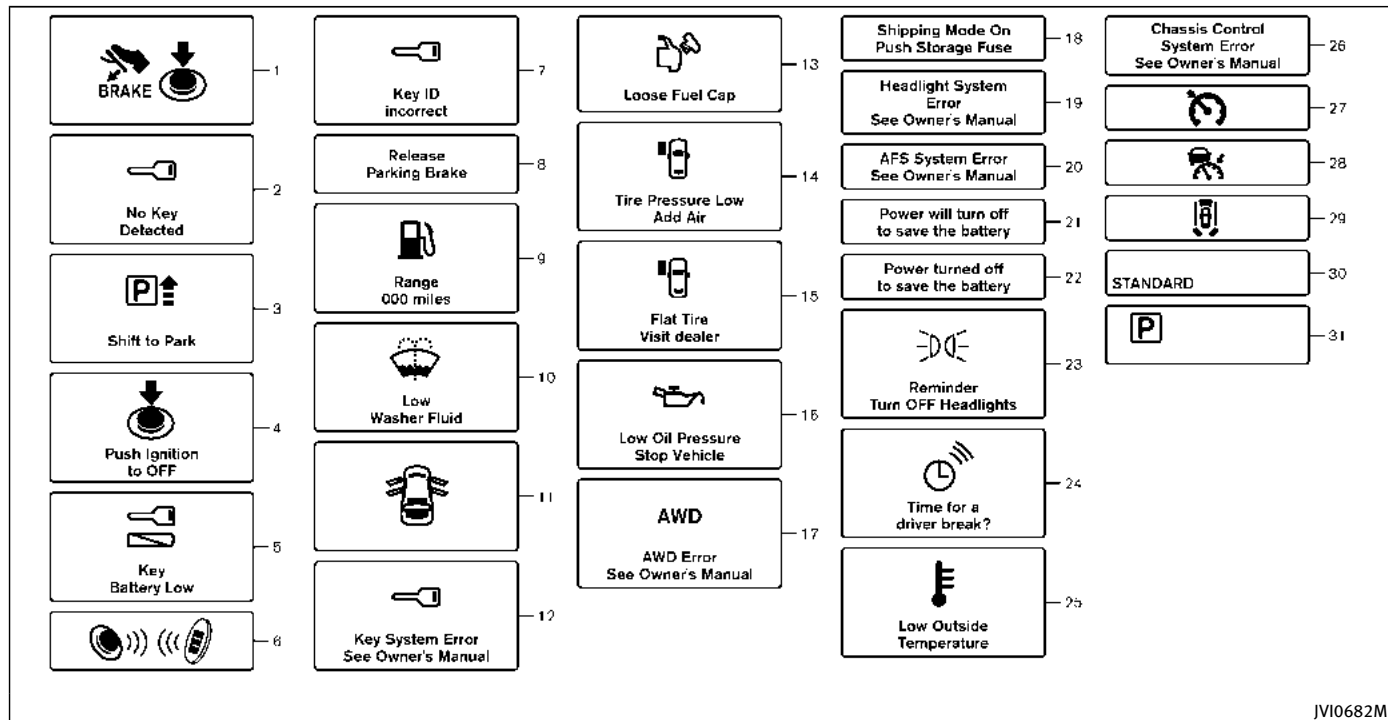 BRAKE
1
No Key
Detected
2
P
Shift to Park
3
Push Ignition
to OFF
4
Key
Battery Low
5
6
Key ID
incorrect
7
Release
Parking Brake
8
Range
000 miles
9
Low
Washer Fluid
10
11
Key System Error
See Owner's Manual
12
Loose Fuel Cap
13
Tire Pressure Low
Add Air
14
Flat Tire
Visit dealer
15
Low Oil Pressure
Stop Vehicle
16
AWD
AWD Error
See Owner's Manual
17
Shipping Mode On
Push Storage Fuse
18
Headlight System
Error
See Owner's Manual
19
AFS System Error
See Owner's Manual
20
Power will turn off
to save the battery
21
Power turned off
to save the battery
22
Reminder
Turn OFF Headlights
23
Time for a
driver break?
24
Low Outside
Temperature
25
Chassis Control
System Error
See Owner's Manual
26
27
28
29
STANDARD
30
P
31
JVI0682M